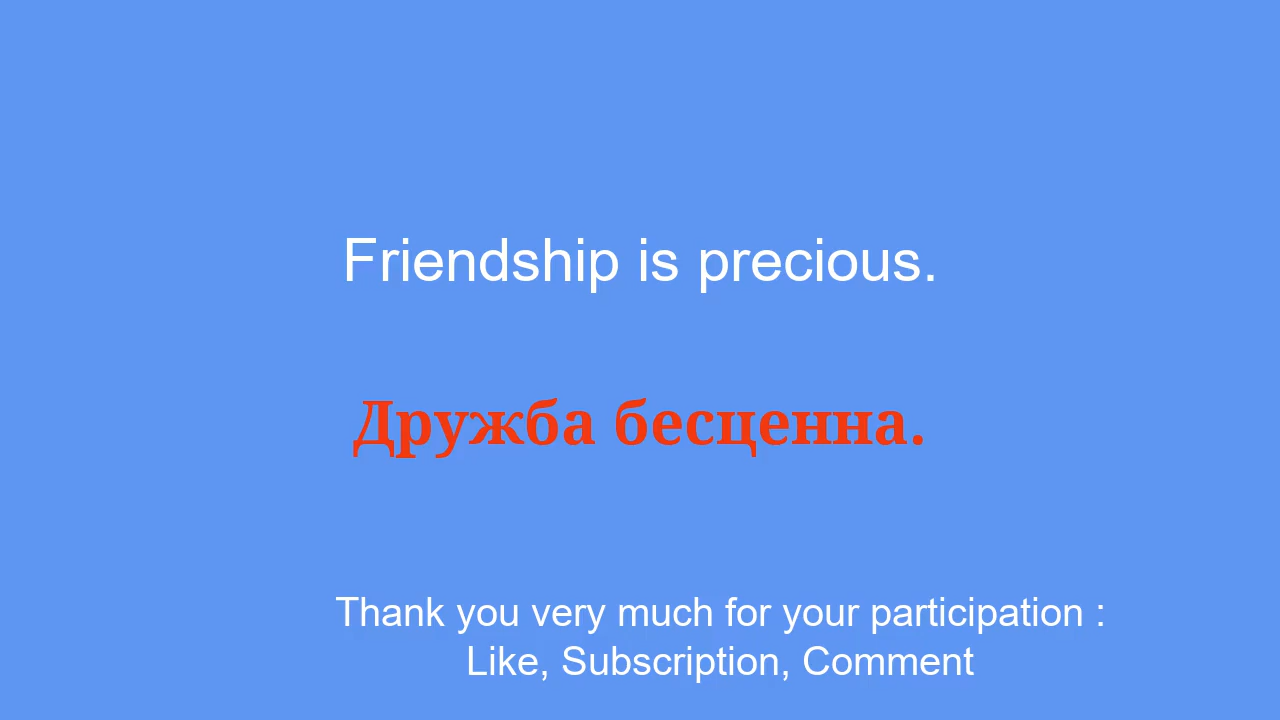 Friendship is precious.
Дружба бесценна.
Thank you very much for your participation :
Like, Subscription, Comment